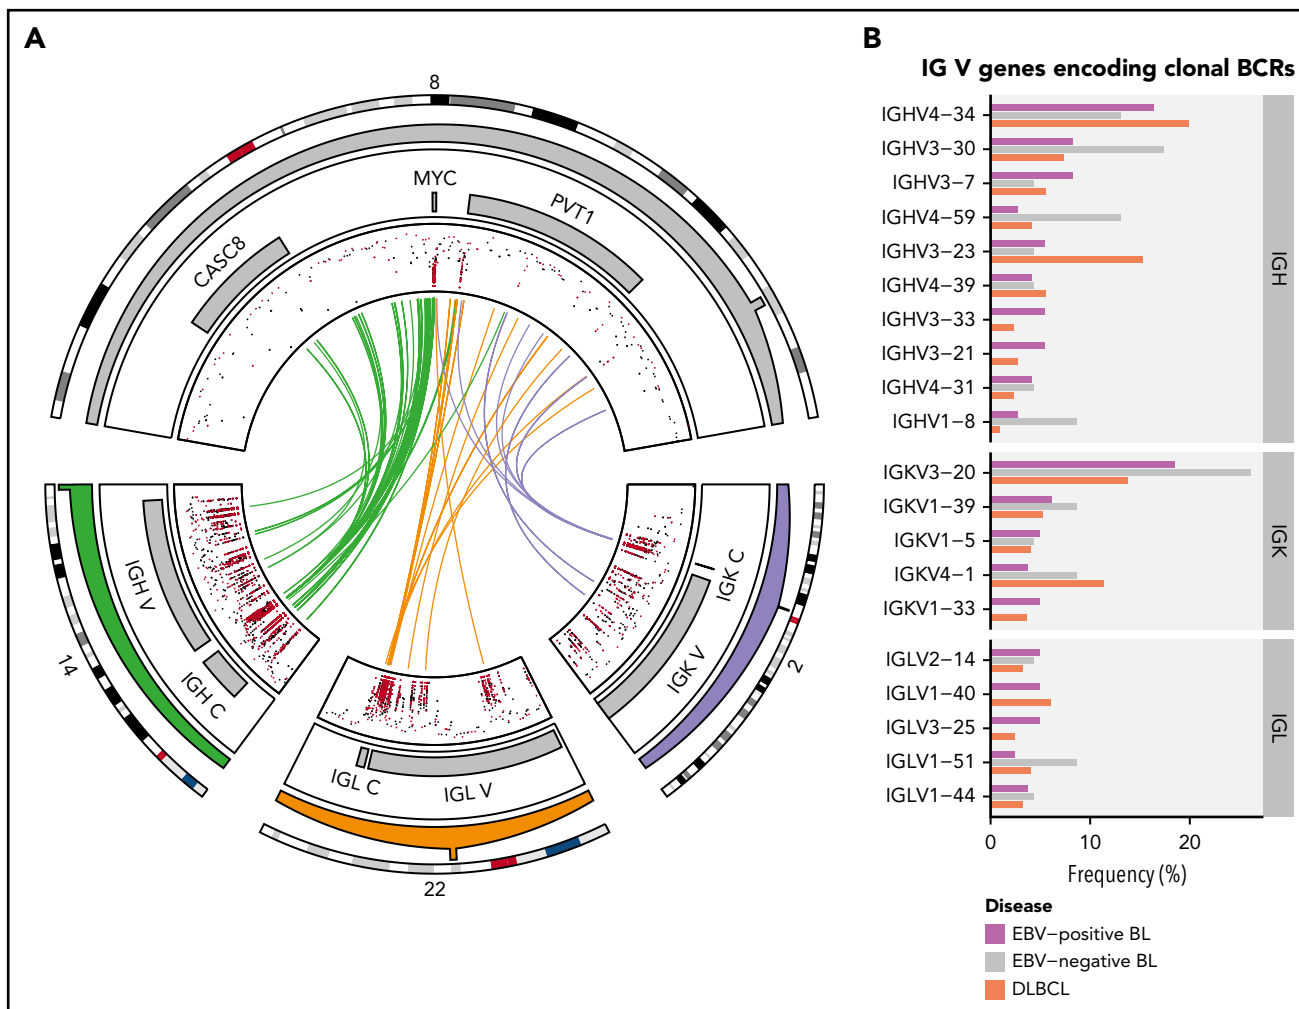 A
8
MYC
PVT1
CASC8
IGH V
IGH C
14
IGL C
IGL V
22
IGK V
IGK C
2
B
IG V genes encoding clonal BCRs
IGHV4−34
IGHV3−30
IGHV3−7
IGHV4−59
IGHV3−23
IGHV4−39
IGHV3−33
IGHV3−21
IGHV4−31
IGHV1−8
IGH
IGKV3−20
IGKV1−39
IGKV1−5
IGKV4−1
IGKV1−33
IGK
IGLV2−14
IGLV1−40
IGLV3−25
IGLV1−51
IGLV1−44
IGL
0 10 20
Frequency (%)
Disease
EBV−positive BL
EBV−negative BL
DLBCL